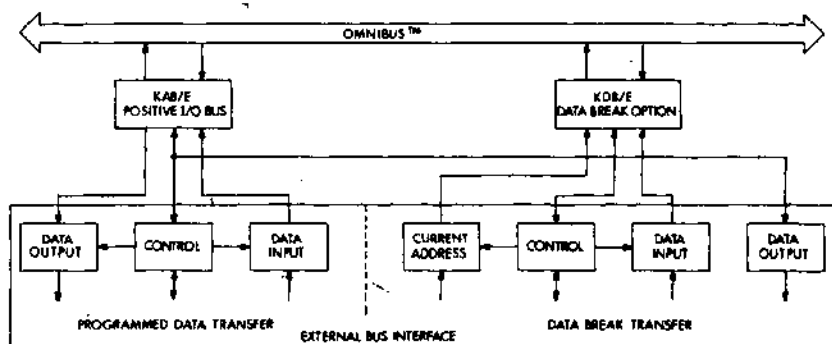 OMNIBUS™
KA8/E
POSITIVE I/O BUS
KD8/E
DATA BREAK OPTION
DATA
OUTPUT
CONTROL
DATA
INPUT
CURRENT
ADDRESS
CONTROL
DATA
INPUT
DATA
OUTPUT
PROGRAMMED DATA TRANSFER
EXTERNAL BUS INTERFACE
DATA BREAK TRANSFER